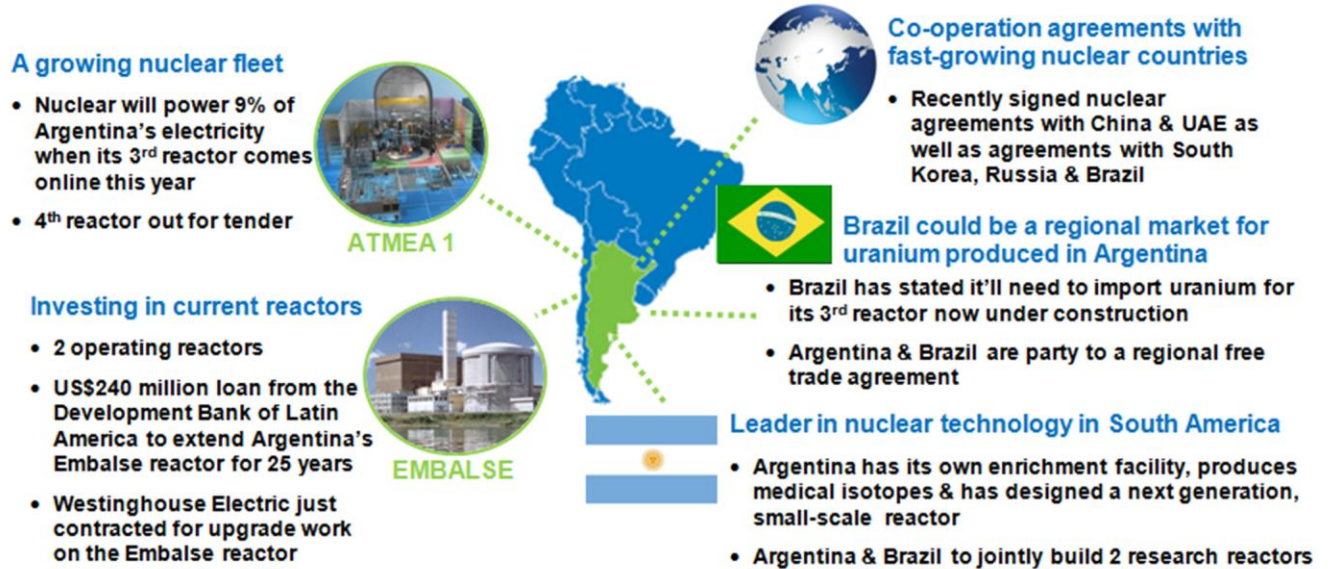 A growing nuclear fleet
• Nuclear will power 9% of
Argentina's electricity
when its 3rd reactor comes
online this year
• 4th reactor out for tender
ATMEA 1
Investing in current reactors
• 2 operating reactors
• US$240 million loan from the
Development Bank of Latin
America to extend Argentina's
Embalse reactor for 25 years
• Westinghouse Electric just
contracted for upgrade work
on the Embalse reactor
EMBALSE
Co-operation agreements with
fast-growing nuclear countries
• Recently signed nuclear
agreements with China & UAE as
well as agreements with South
Korea, Russia & Brazil
Brazil could be a regional market for
uranium produced in Argentina
• Brazil has stated it'll need to import uranium for
its 3rd reactor now under construction
• Argentina & Brazil are party to a regional free
trade agreement
Leader in nuclear technology in South America
• Argentina has its own enrichment facility, produces
medical isotopes & has designed a next generation,
small-scale reactor
• Argentina & Brazil to jointly build 2 research reactors